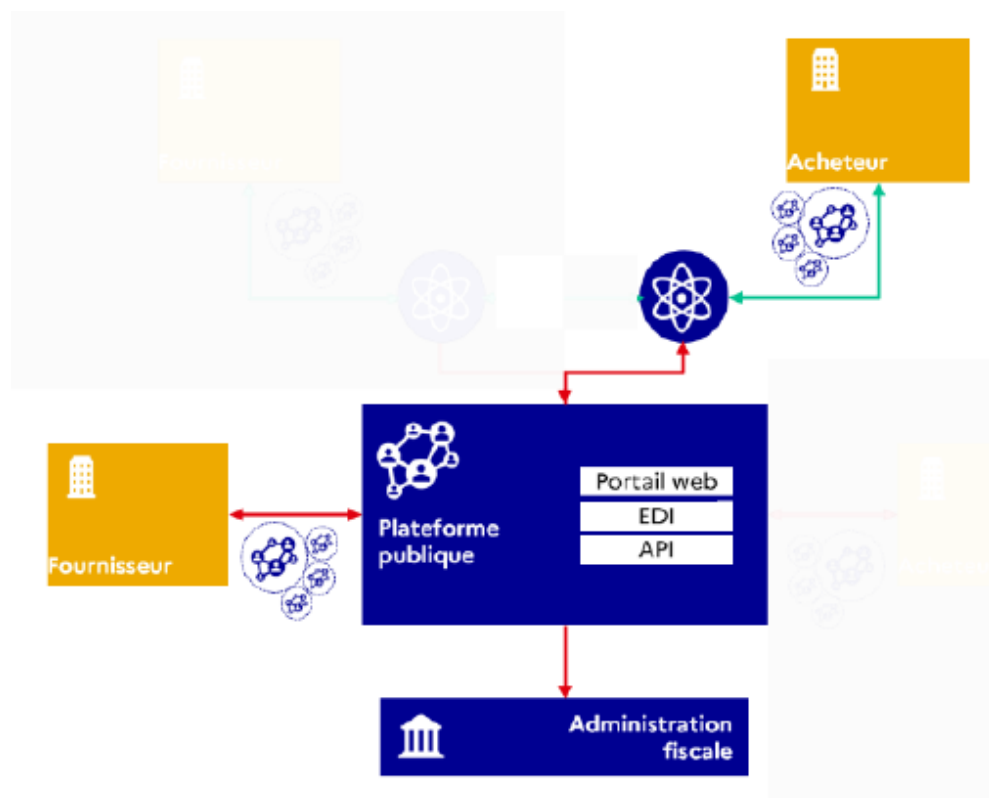 Acheteur
Portail web
EDI
API
Plateforme
publique
Fournisseur
Administration
fiscale